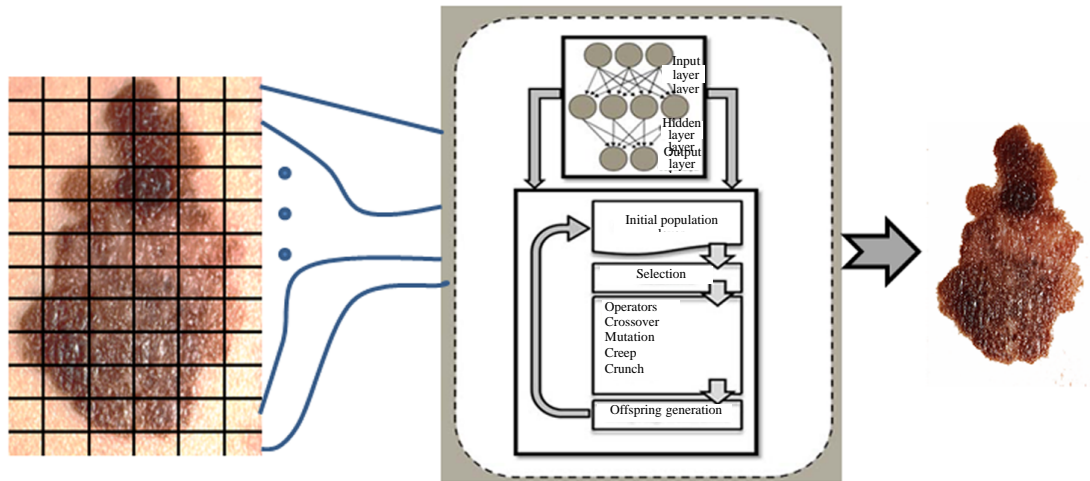 Input
layer
layer
Hidden
layer
layer
Output
layer
Initial population
Selection
Operators
Crossover
Mutation
Creep
Crunch
Offspring generation